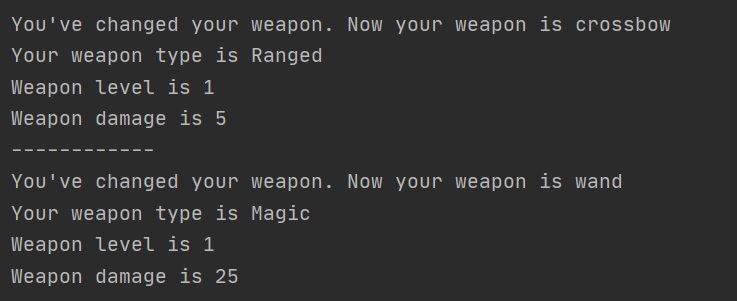 You've changed your weapon. Now your weapon is crossbow
Your weapon type is Ranged
Weapon level is 1
Weapon damage is 5
------------
You've changed your weapon. Now your weapon is wand
Your weapon type is Magic
Weapon level is 1
Weapon damage is 25